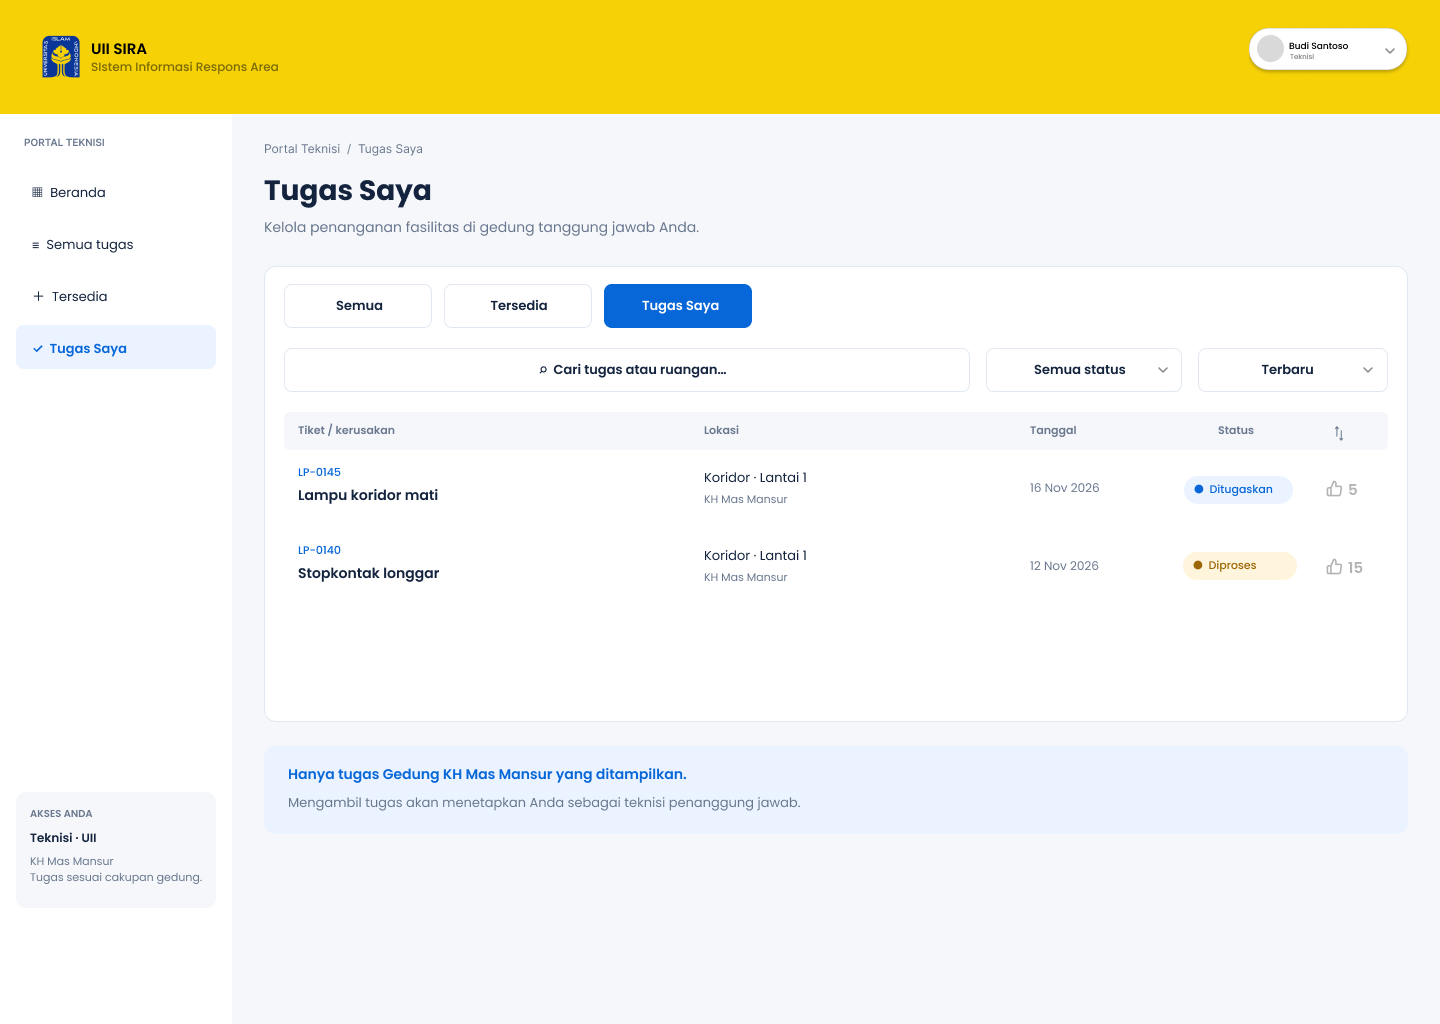 ISLAM
UNIVERSITAS
INDONESIA
UII SIRA
SIstem Informasi Respons Area
Budi Santoso
Teknisi
PORTAL TEKNISI
Beranda
Semua tugas
Tersedia
Tugas Saya
AKSES ANDA
Teknisi · UII
KH Mas Mansur
Tugas sesuai cakupan gedung.
Portal Teknisi / Tugas Saya
Tugas Saya
Kelola penanganan fasilitas di gedung tanggung jawab Anda.
Semua Tersedia Tugas Saya
Cari tugas atau ruangan... Semua status Terbaru
Tiket / kerusakan Lokasi Tanggal Status
LP-0145
Lampu koridor mati
Koridor · Lantai 1
KH Mas Mansur
16 Nov 2026
Ditugaskan
5
LP-0140
Stopkontak longgar
Koridor · Lantai 1
KH Mas Mansur
12 Nov 2026
Diproses
15
Hanya tugas Gedung KH Mas Mansur yang ditampilkan.
Mengambil tugas akan menetapkan Anda sebagai teknisi penanggung jawab.